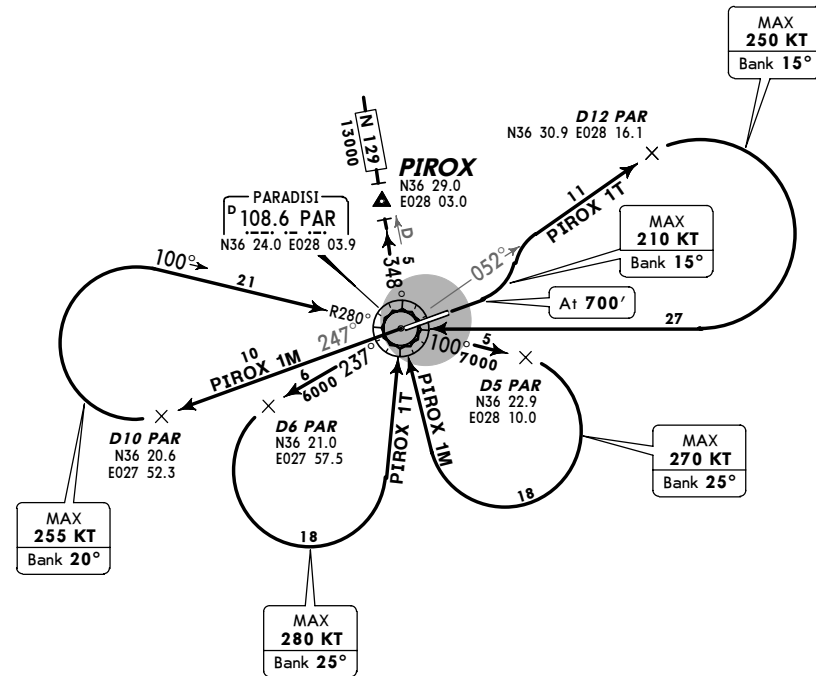 MAX
250 KT
Bank 15°
D12 PAR
N36 30.9 E028 16.1
N 129
13000
PIROX
N36 29.0
E028 03.0
PARADISI
D 108.6 PAR
N36 24.0 E028 03.9
11
PIROX 1T
MAX
210 KT
Bank 15°
D
5
348°
052°
At 700'
100°
21
R280°
27
247°
10
PIROX 1M
237°
6
6000
100°
5
7000
D5 PAR
N36 22.9
E028 10.0
D10 PAR
N36 20.6
E027 52.3
D6 PAR
N36 21.0
E027 57.5
PIROX 1T
PIROX 1M
MAX
270 KT
Bank 25°
18
18
MAX
255 KT
Bank 20°
MAX
280 KT
Bank 25°